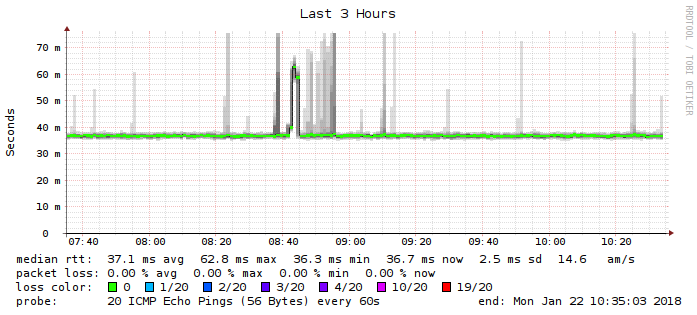 Last 3 Hours
RRDTOOL / TOBI OETIKER
Seconds
70 m
60 m
50 m
40 m
30 m
20 m
10 m
0
07:40 08:00 08:20 08:40 09:00 09:20 09:40 10:00 10:20
median rtt: 37.1 ms avg 62.8 ms max 36.3 ms min 36.7 ms now 2.5 ms sd 14.6 am/s
packet loss: 0.00 % avg 0.00 % max 0.00 % min 0.00 % now
loss color: 0 1/20 2/20 3/20 4/20 10/20 19/20
probe: 20 ICMP Echo Pings (56 Bytes) every 60s end: Mon Jan 22 10:35:03 2018